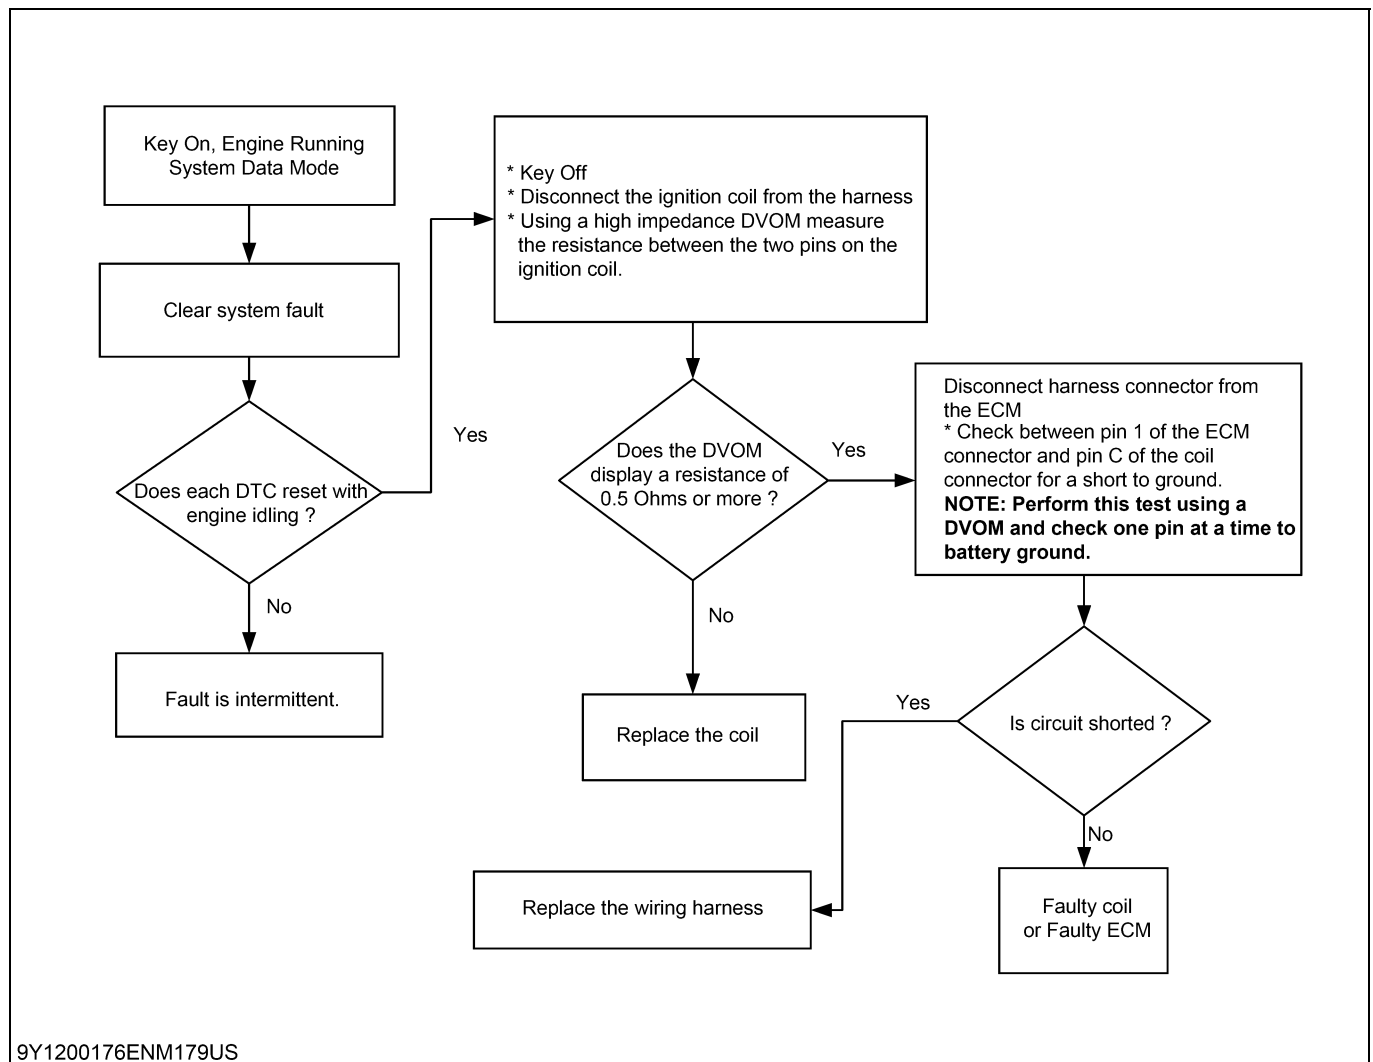 Key On, Engine Running
System Data Mode
Clear system fault
Does each DTC reset with
engine idling ?
Yes
No
Fault is intermittent.
* Key Off
* Disconnect the ignition coil from the harness
* Using a high impedance DVOM measure
the resistance between the two pins on the
ignition coil.
Does the DVOM
display a resistance of
0.5 Ohms or more ?
Yes
No
Replace the coil
Disconnect harness connector from
the ECM
* Check between pin 1 of the ECM
connector and pin C of the coil
connector for a short to ground.
NOTE: Perform this test using a
DVOM and check one pin at a time to
battery ground.
Is circuit shorted ?
Yes
No
Replace the wiring harness
Faulty coil
or Faulty ECM
9Y1200176ENM179US